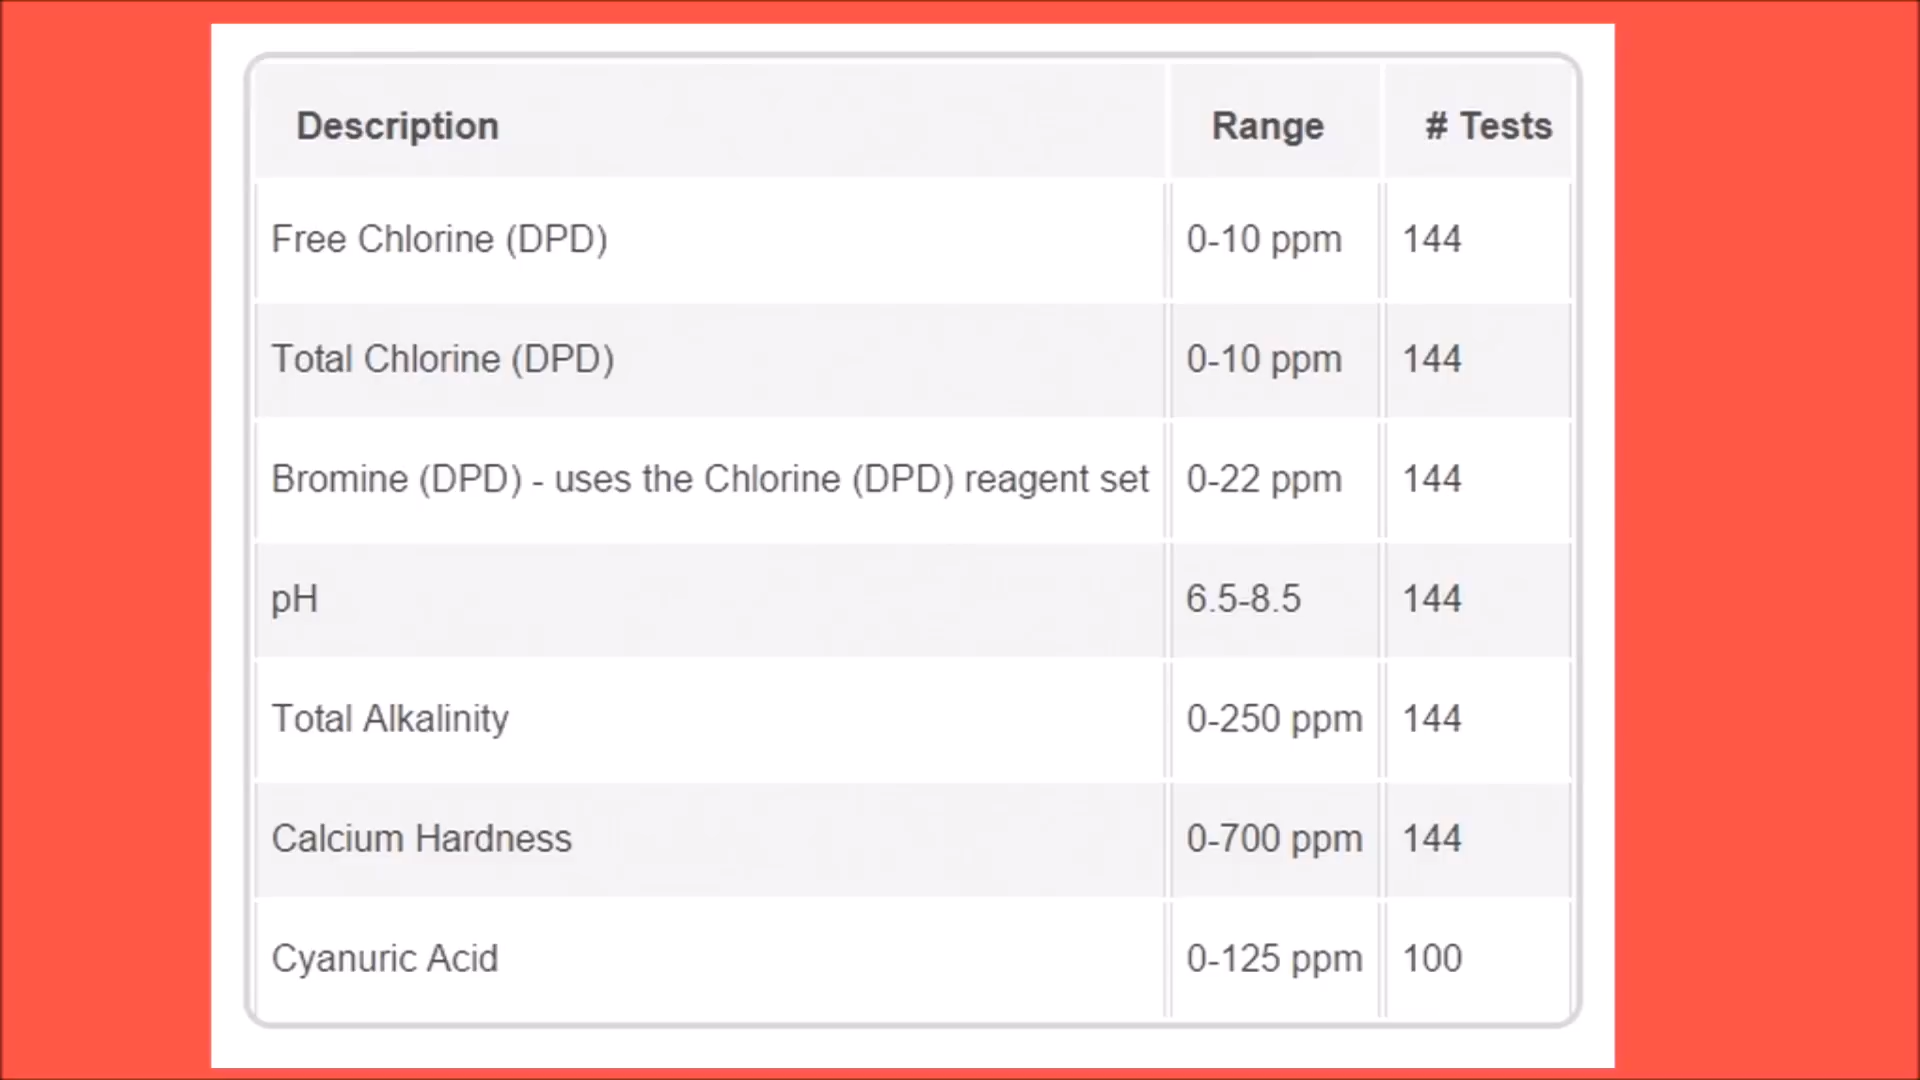 Description Range # Tests
Free Chlorine (DPD) 0-10 ppm 144
Total Chlorine (DPD) 0-10 ppm 144
Bromine (DPD) - uses the Chlorine (DPD) reagent set 0-22 ppm 144
pH 6.5-8.5 144
Total Alkalinity 0-250 ppm 144
Calcium Hardness 0-700 ppm 144
Cyanuric Acid 0-125 ppm 100